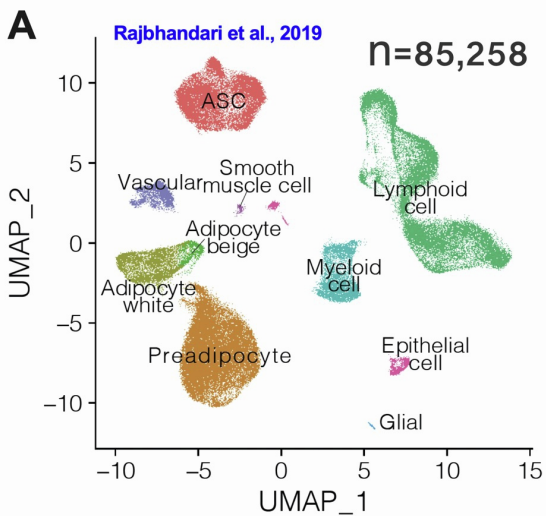 A
Rajbhandari et al., 2019
n=85,258
ASC
Vascular
Smooth
muscle cell
Lymphoid
cell
Adipocyte
beige
Adipocyte
white
Myeloid
cell
Preadipocyte
Epithelial
cell
Glial
UMAP_2
10
5
0
−5
−10
−10
−5
0
5
10
15
UMAP_1